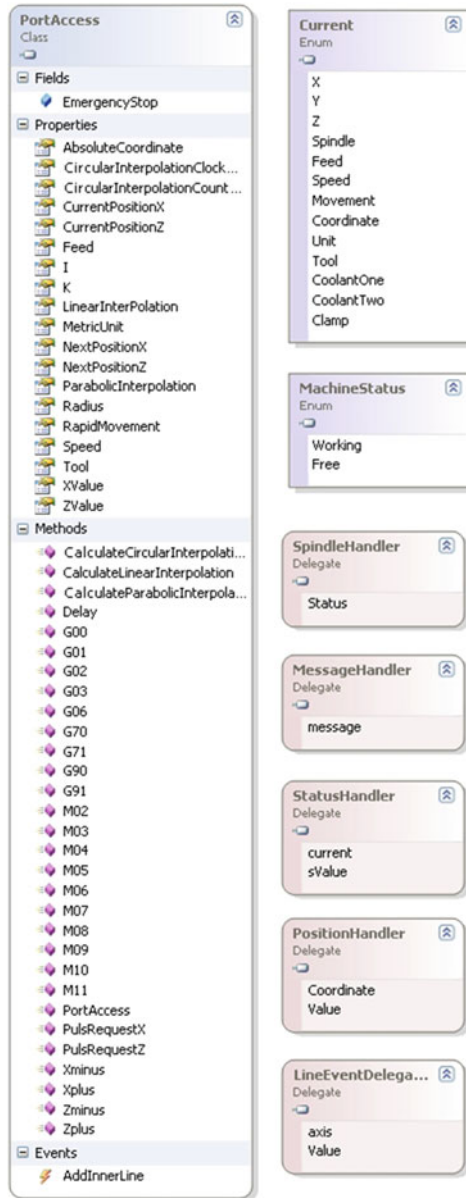 PortAccess
Class
Fields
EmergencyStop
Properties
AbsoluteCoordinate
CircularInterpolationClock...
CircularInterpolationCount...
CurrentPositionX
CurrentPositionZ
Feed
I
K
LinearInterPolation
MetricUnit
NextPositionX
NextPositionZ
ParabolicInterpolation
Radius
RapidMovement
Speed
Tool
XValue
ZValue
Methods
CalculateCircularInterpolati...
CalculateLinearInterpolation
CalculateParabolicInterpola...
Delay
G00
G01
G02
G03
G06
G70
G71
G90
G91
M02
M03
M04
M05
M06
M07
M08
M09
M10
M11
PortAccess
PulsRequestX
PulsRequestZ
Xminus
Xplus
Zminus
Zplus
Events
AddInnerLine
Current
Enum
X
Y
Z
Spindle
Feed
Speed
Movement
Coordinate
Unit
Tool
CoolantOne
CoolantTwo
Clamp
MachineStatus
Enum
Working
Free
SpindleHandler
Delegate
Status
MessageHandler
Delegate
message
StatusHandler
Delegate
current
sValue
PositionHandler
Delegate
Coordinate
Value
LineEventDelega...
Delegate
axis
Value